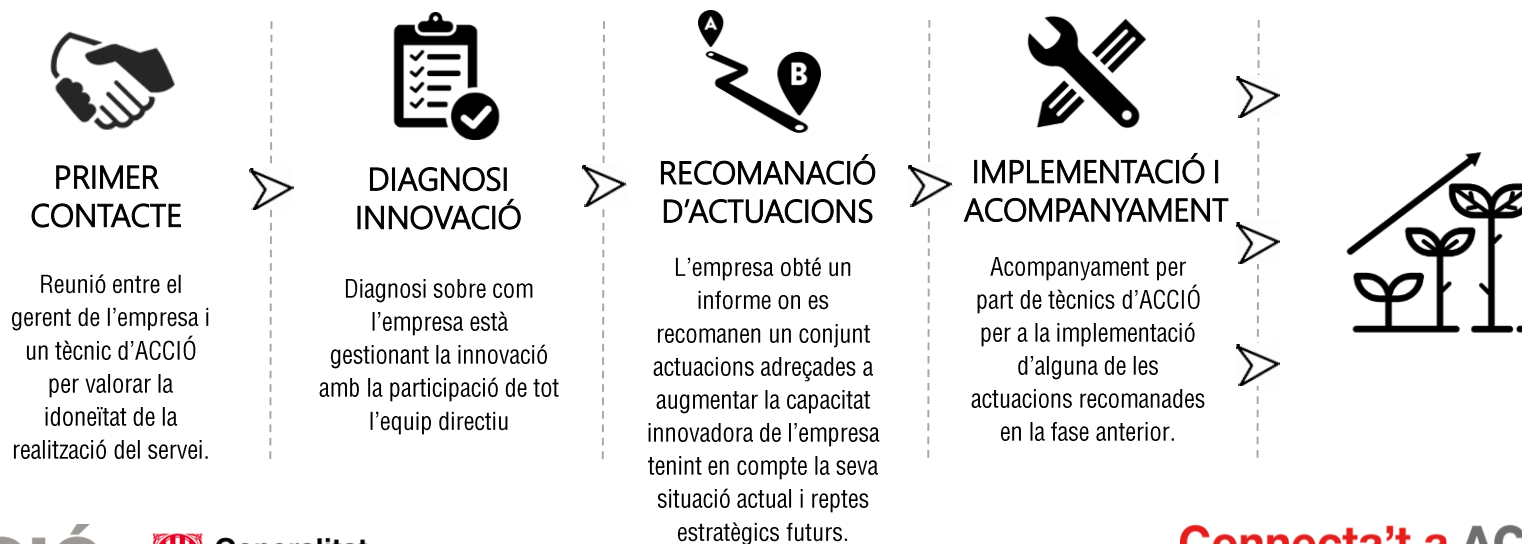 PRIMER
CONTACTE
Reunió entre el
gerent de l'empresa i
un tècnic d'ACCIÓ
per valorar la
idoneïtat de la
realització del servei.
DIAGNOSI
INNOVACIÓ
Diagnosi sobre com
l'empresa està
gestionant la innovació
amb la participació de tot
l'equip directiu
A
B
RECOMANACIÓ
D'ACTUACIONS
L'empresa obté un
informe on es
recomanen un conjunt
actuacions adreçades a
augmentar la capacitat
innovadora de l'empresa
tenint en compte la seva
situació actual i reptes
estratègics futurs.
IMPLEMENTACIÓ I
ACOMPANYAMENT
Acompanyament per
part de tècnics d'ACCIÓ
per a la implementació
d'alguna de les
actuacions recomanades
en la fase anterior.
Generalitat
Connecta't a